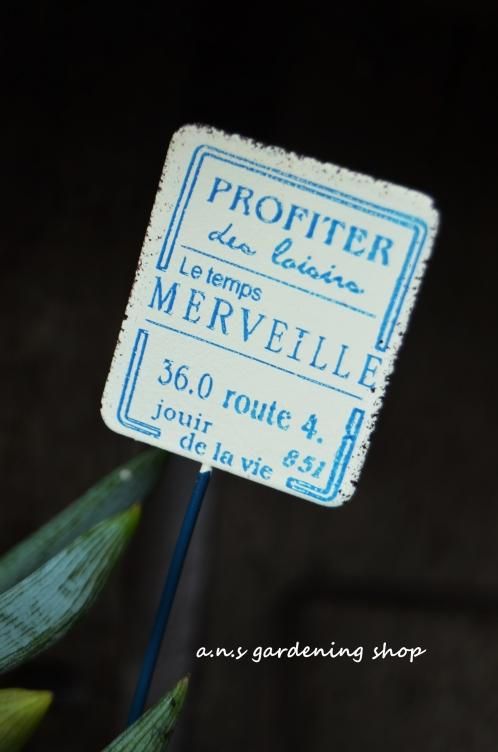 PROFITER
des loisirs
Le temps
MERVEILLE
36.0 route 4.
jouir
de la vie 851
a.n.s gardening shop